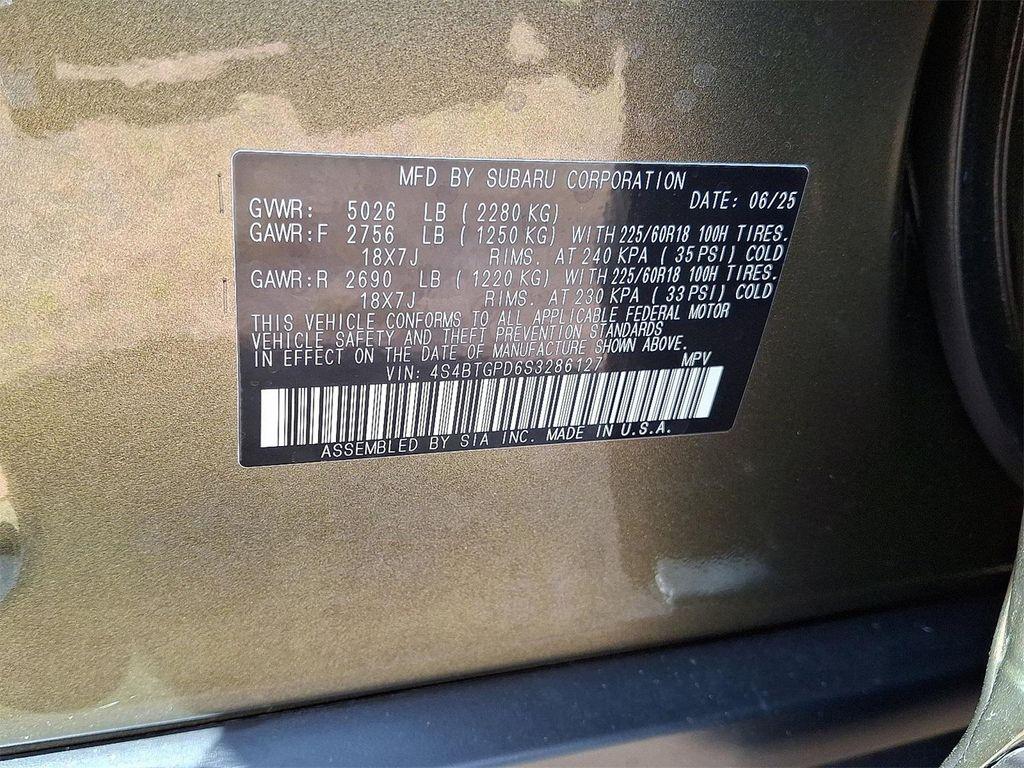 MFD BY SUBARU CORPORATION
DATE: 06/25
GVWR: 5026 LB (2280 KG)
GAWR:F 2756 LB (1250 KG) WITH 225/60R18 100H TIRES.
18X7J RIMS. AT 240 KPA (35 PSI) COLD
GAWR:R 2690 LB (1220 KG) WITH 225/60R18 100H TIRES.
18X7J RIMS. AT 230 KPA (33 PSI) COLD
THIS VEHICLE CONFORMS TO ALL APPLICABLE FEDERAL MOTOR
VEHICLE SAFETY AND THEFT PREVENTION STANDARDS
IN EFFECT ON THE DATE OF MANUFACTURE SHOWN ABOVE.
VIN: 4S4BTGPD6S3286127 MPV
ASSEMBLED BY SIA INC. MADE IN U.S.A.